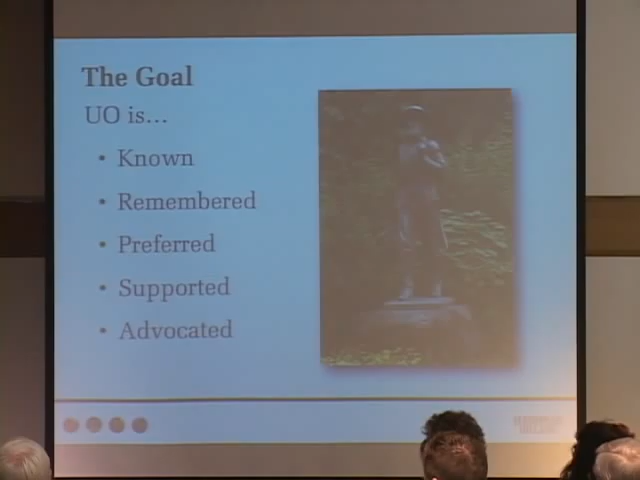 The Goal
UO is...
• Known
• Remembered
• Preferred
• Supported
• Advocated